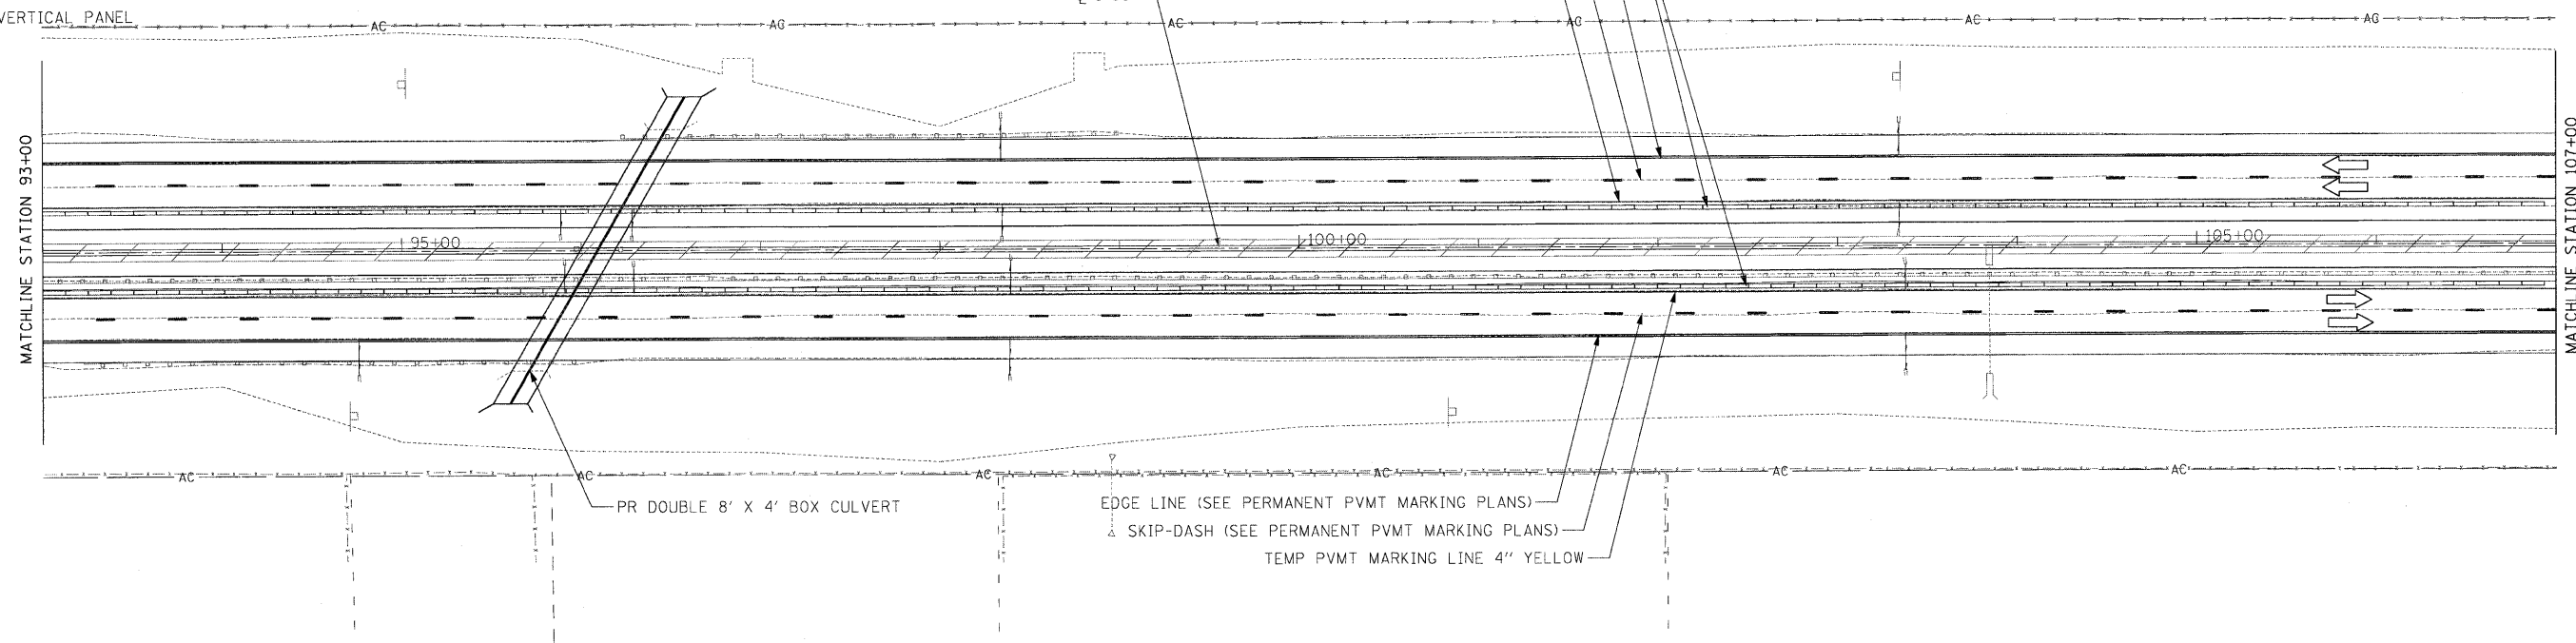 VERTICAL PANEL
AC AC AC AC AC AC
MATCHLINE STATION 93+00
95+00
100+00
105+00
MATCHLINE STATION 107+00
AC AC AC AC AC AC
PR DOUBLE 8' X 4' BOX CULVERT
EDGE LINE (SEE PERMANENT PVMT MARKING PLANS)
SKIP-DASH (SEE PERMANENT PVMT MARKING PLANS)
TEMP PVMT MARKING LINE 4" YELLOW